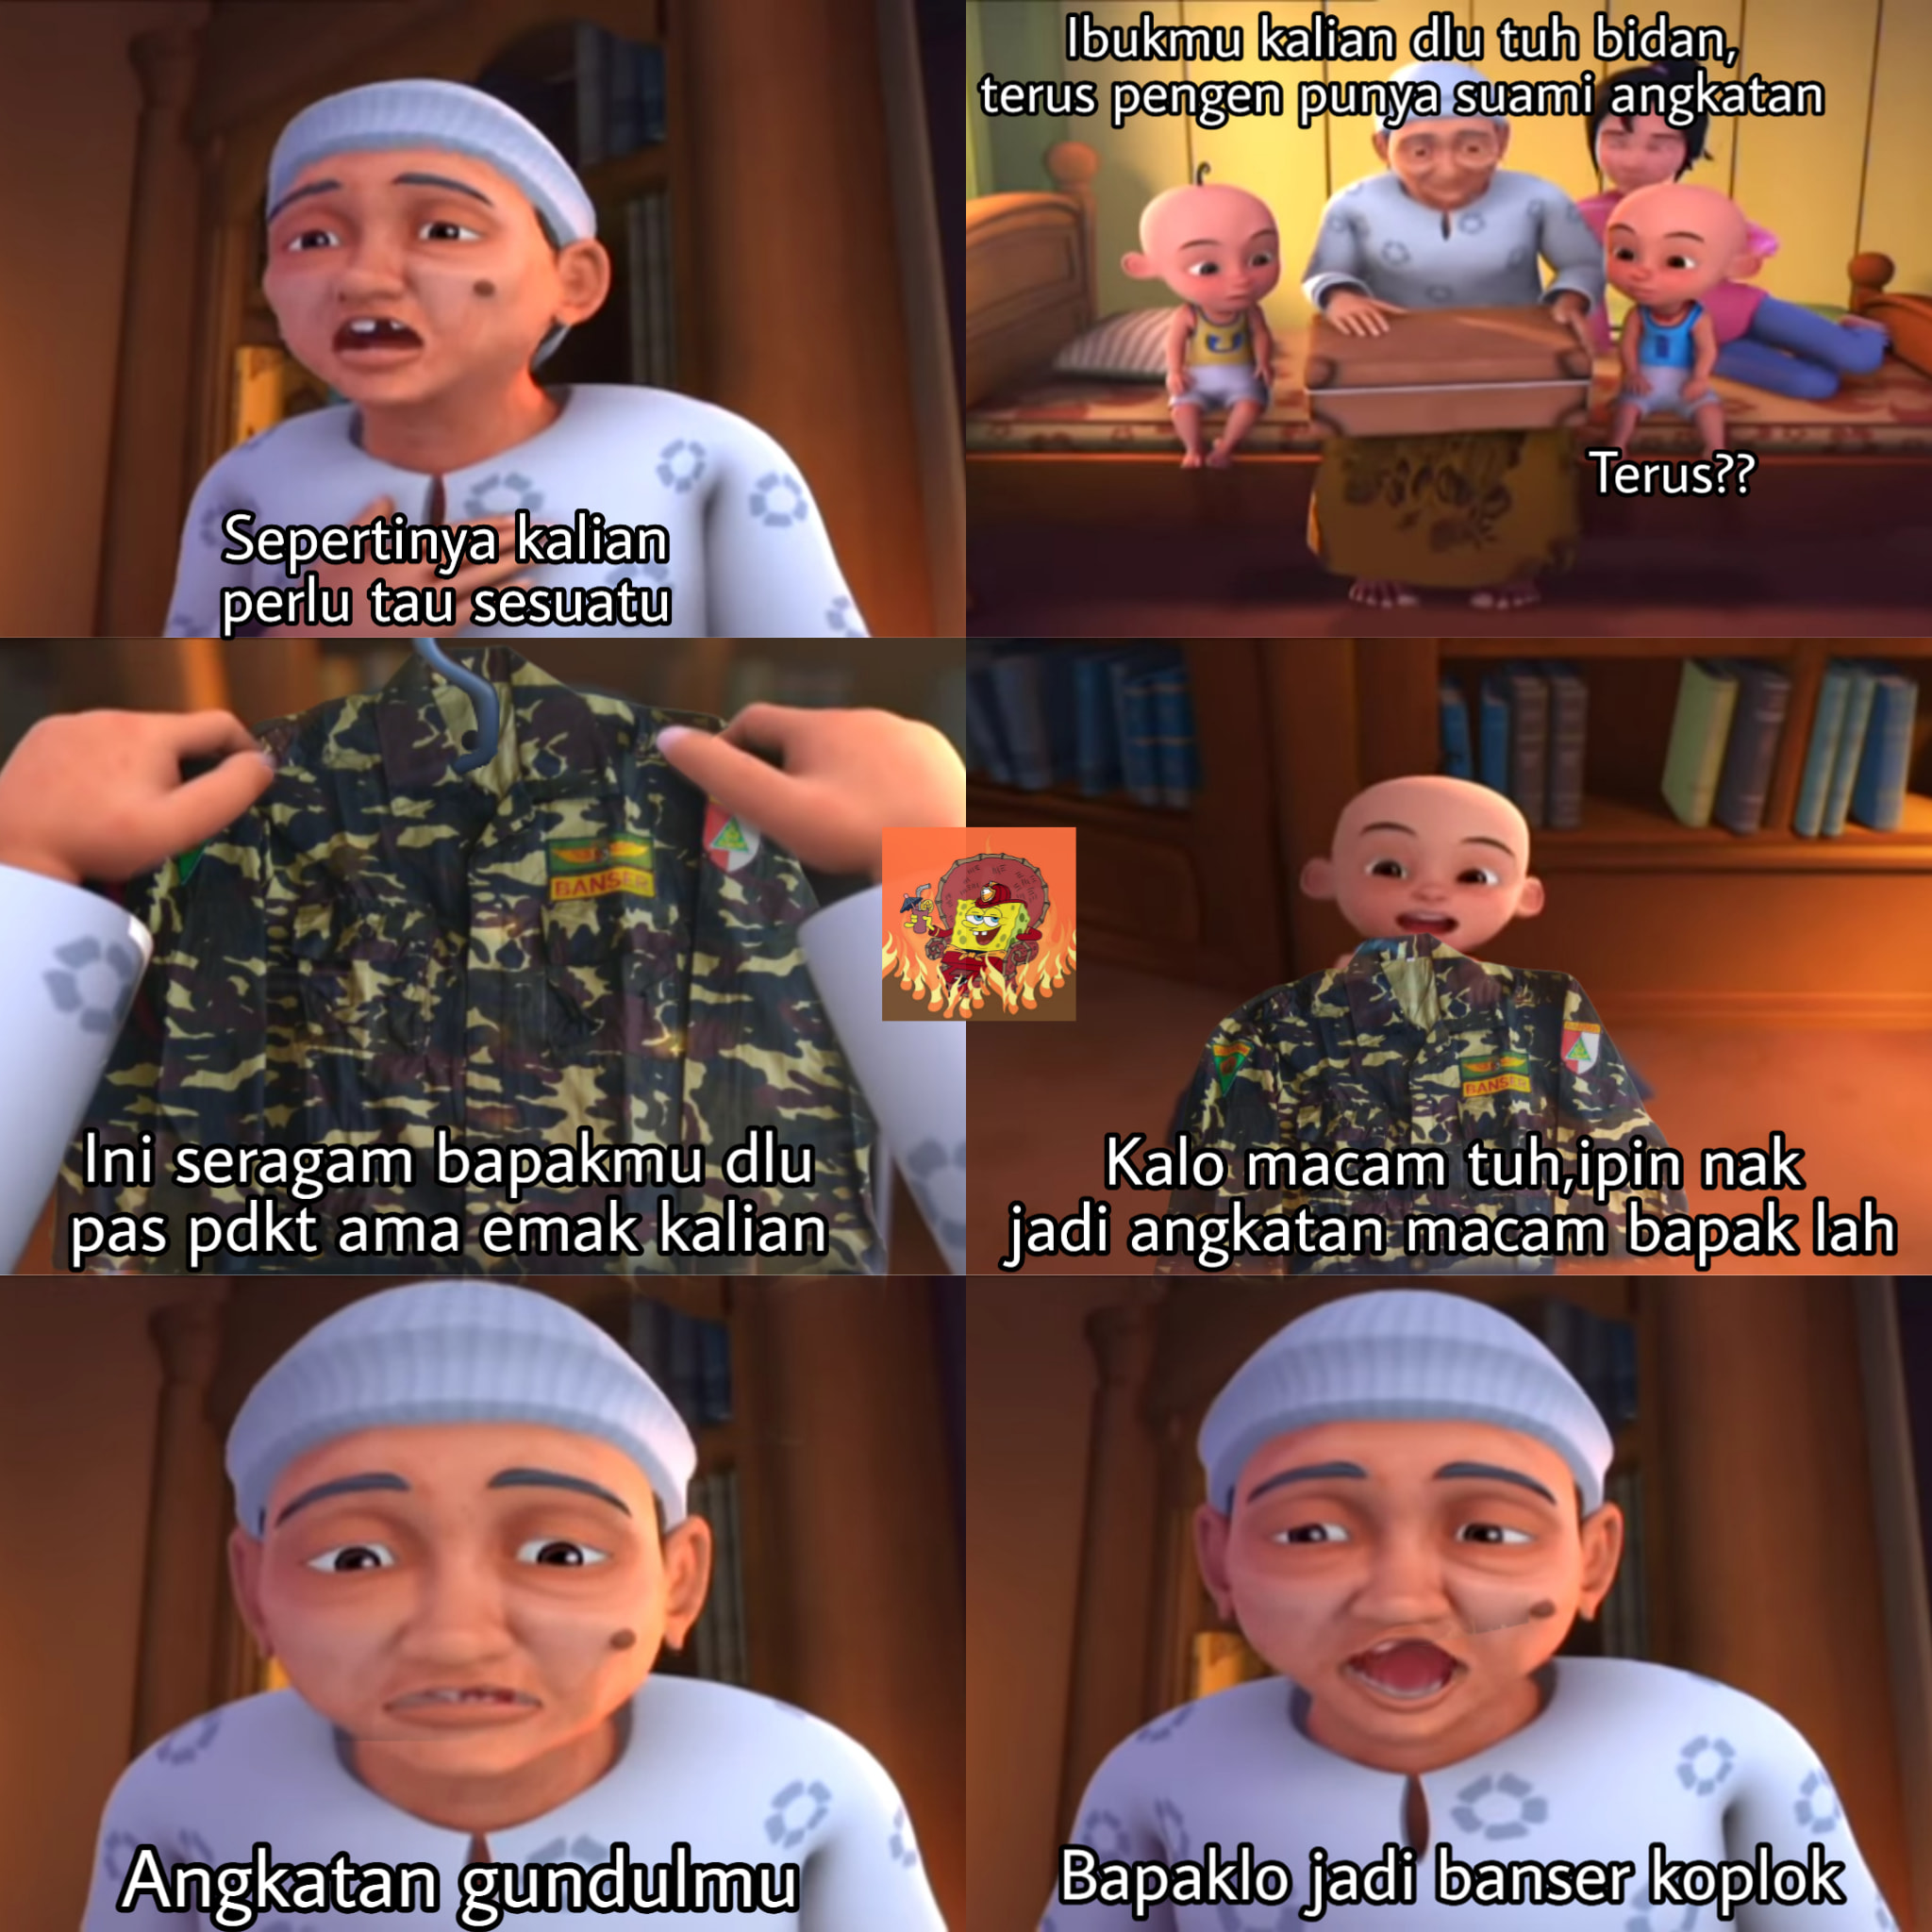 Sepertinya kalian
perlu tau sesuatu
Ibukmu kalian dlu tuh bidan,
terus pengen punya suami angkatan
Terus??
BANSER
Ini seragam bapakmu dlu
pas pdkt ama emak kalian
BANSER
Kalo macam tuh,ipin nak
jadi angkatan macam bapak lah
Angkatan gundulmu
Bapaklo jadi banser koplok